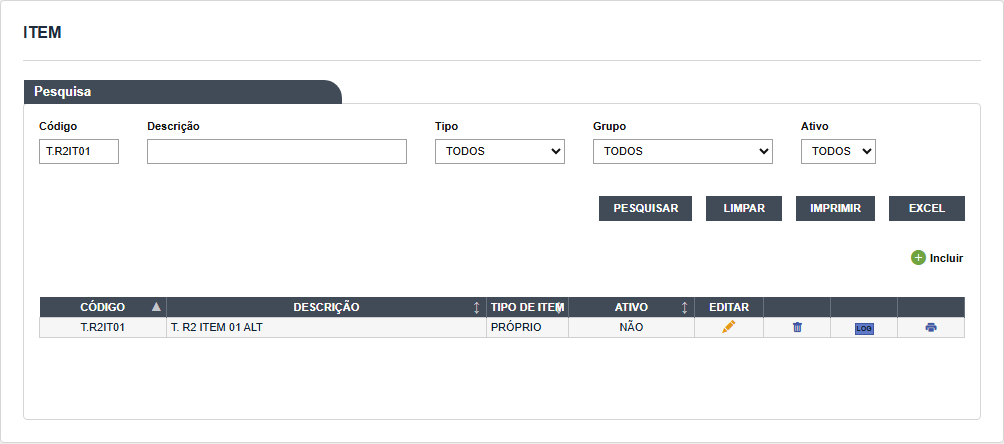 ITEM
Pesquisa
Código Descrição Tipo Grupo Ativo
T.R2IT01 TODOS TODOS TODOS
PESQUISAR LIMPAR IMPRIMIR EXCEL
Incluir
CÓDIGO DESCRIÇÃO TIPO DE ITEM ATIVO EDITAR
T.R2IT01 T. R2 ITEM 01 ALT PRÓPRIO NÃO LOG